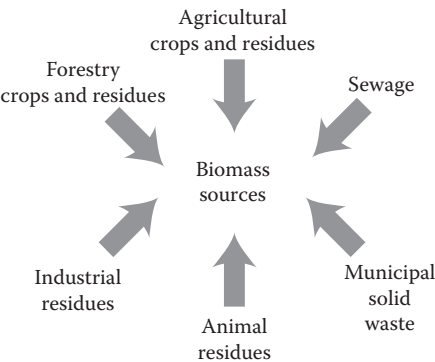 Agricultural
crops and residues
Forestry
crops and residues
Sewage
Biomass
sources
Industrial
residues
Municipal
solid
waste
Animal
residues